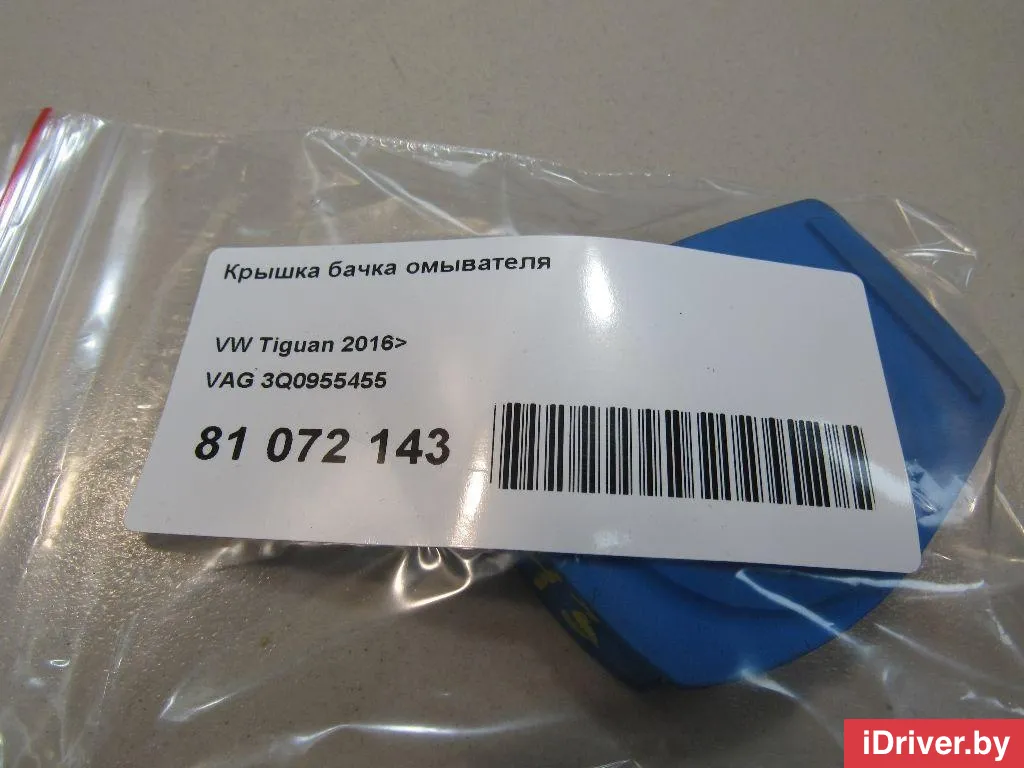 Крышка бачка омывателя
VW Tiguan 2016>
VAG 3Q0955455
81 072 143
iDriver.by